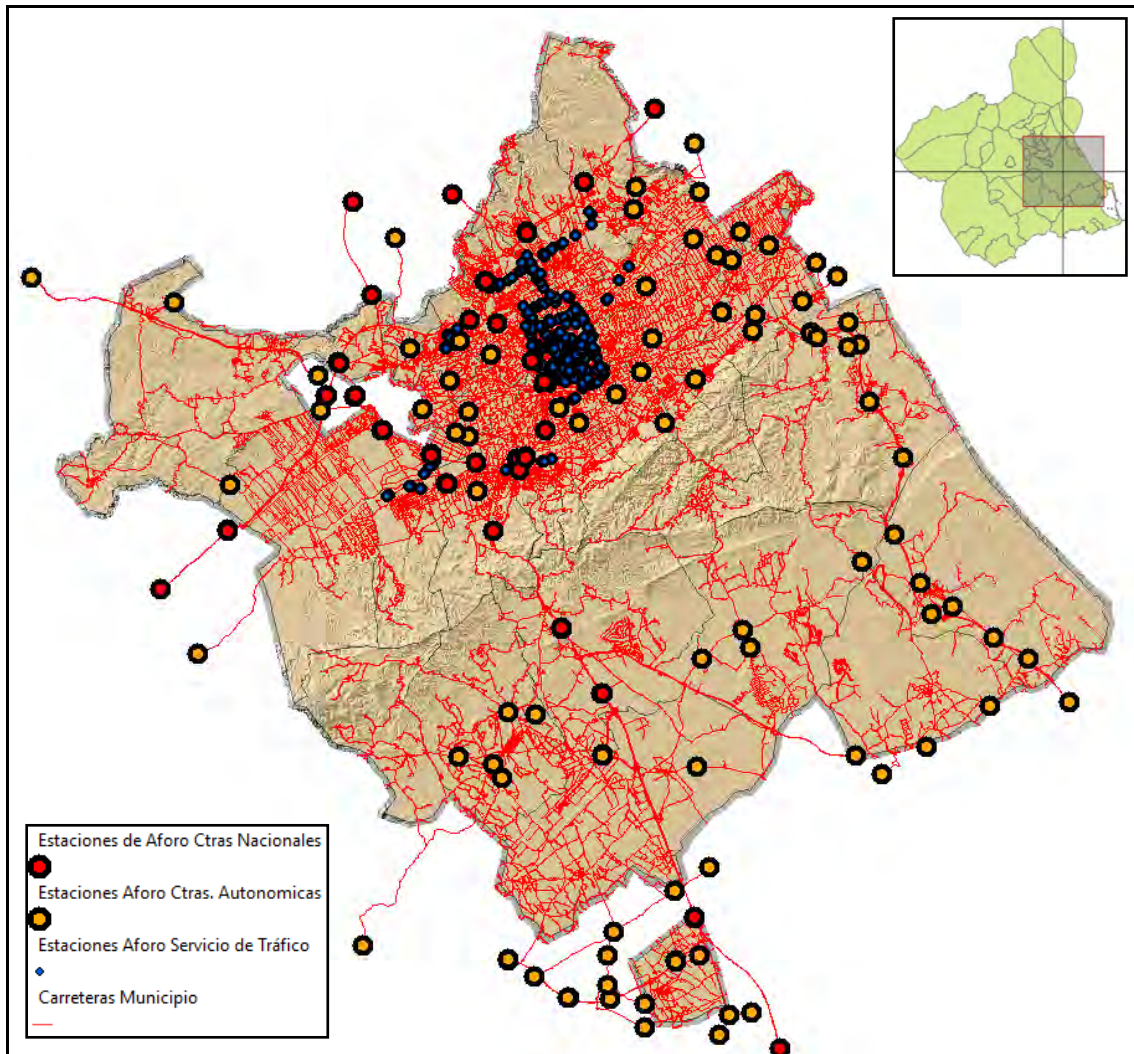 Estaciones de Aforo Ctras Nacionales
Estaciones Aforo Ctras. Autonomicas
Estaciones Aforo Servicio de Tráfico
Carreteras Municipio